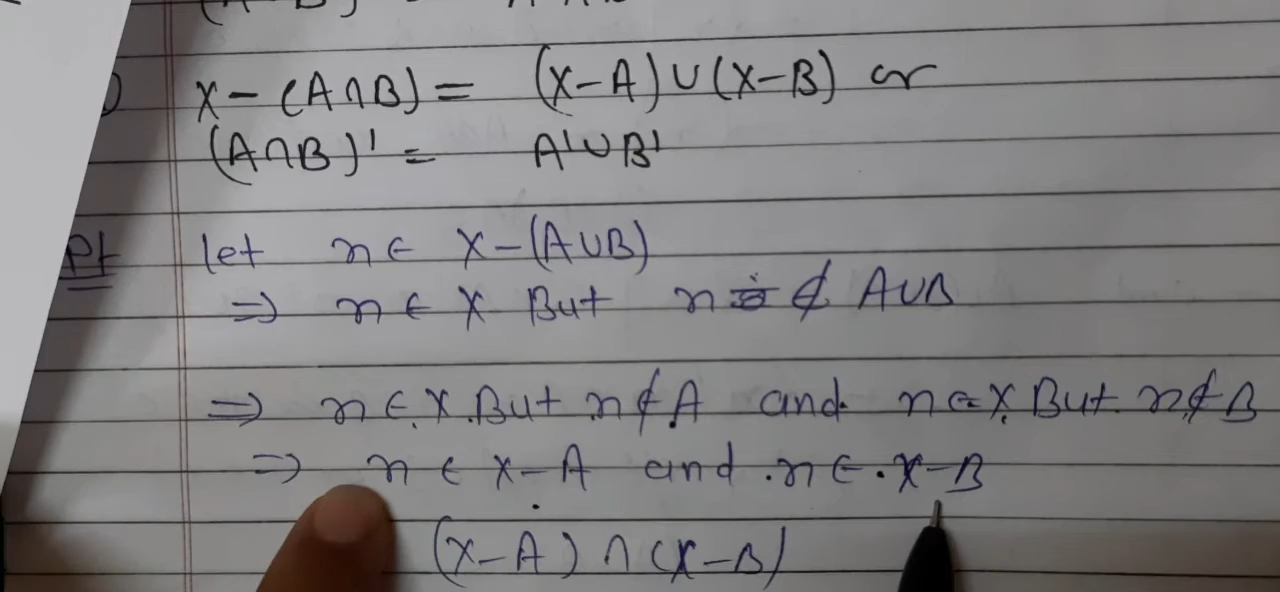 X - (A∩B) = (X-A) ∪ (X-B) or
(A∩B)' = A'∪B'
Pf let n ∈ X-(A∪B)
⇒ n ∈ X But n ∉ A∪B
⇒ n ∈ X But n ∉ A and n ∈ X But n ∉ B
⇒ n ∈ X-A and n ∈ X-B
(X-A) ∩ (X-B)